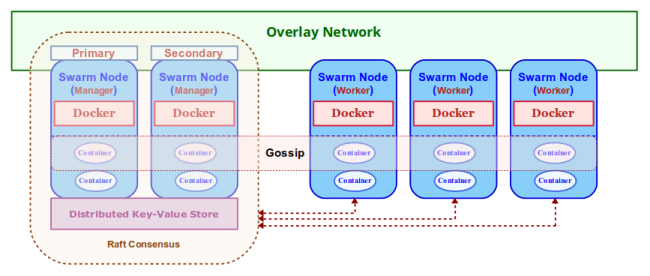 Overlay Network
Primary
Secondary
Swarm Node
(Manager)
Docker
Container
Container
Swarm Node
(Manager)
Docker
Container
Container
Gossip
Swarm Node
(Worker)
Docker
Container
Container
Swarm Node
(Worker)
Docker
Container
Container
Swarm Node
(Worker)
Docker
Container
Container
Distributed Key-Value Store
Raft Consensus